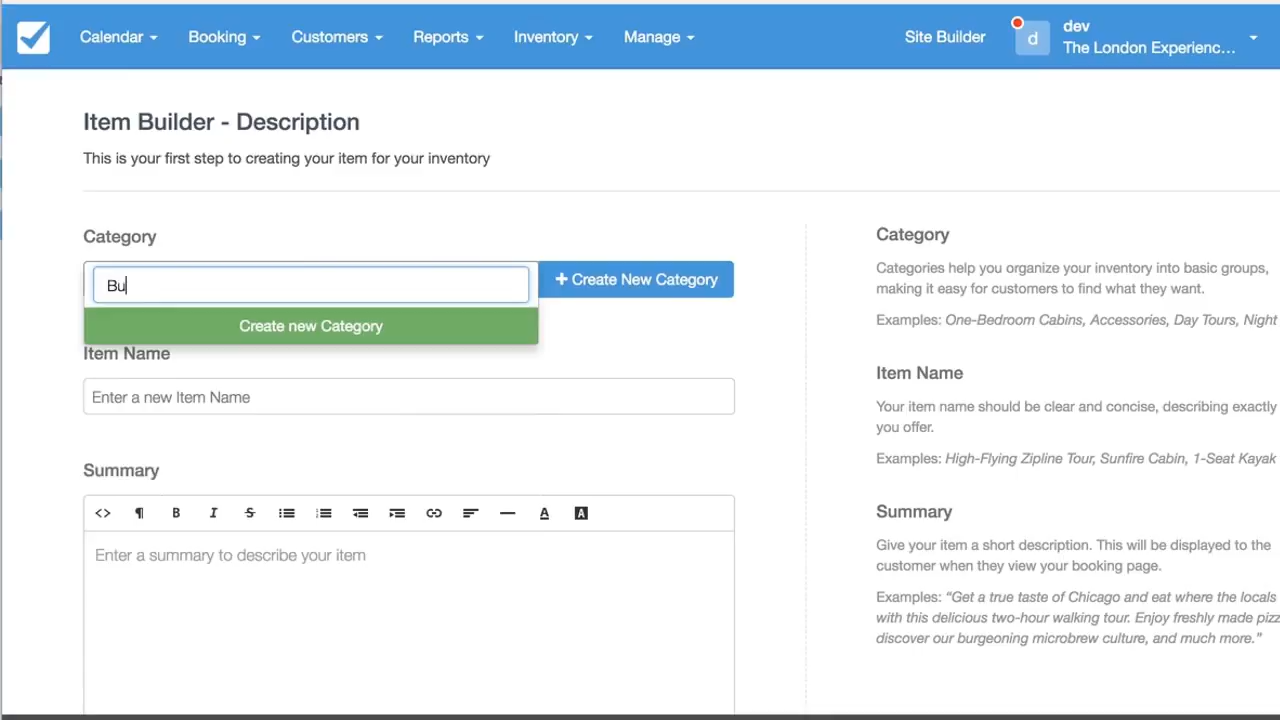 Calendar
Booking
Customers
Reports
Inventory
Manage
Site Builder
d
dev
The London Experienc...
Item Builder - Description
This is your first step to creating your item for your inventory
Category
Bu
+ Create New Category
Create new Category
Item Name
Enter a new Item Name
Summary
<> ¶ B I S A A
Enter a summary to describe your item
Category
Categories help you organize your inventory into basic groups,
making it easy for customers to find what they want.
Examples: One-Bedroom Cabins, Accessories, Day Tours, Night
Item Name
Your item name should be clear and concise, describing exactly
you offer.
Examples: High-Flying Zipline Tour, Sunfire Cabin, 1-Seat Kayak
Summary
Give your item a short description. This will be displayed to the
customer when they view your booking page.
Examples: “Get a true taste of Chicago and eat where the locals
with this delicious two-hour walking tour. Enjoy freshly made pizz
discover our burgeoning microbrew culture, and much more.”